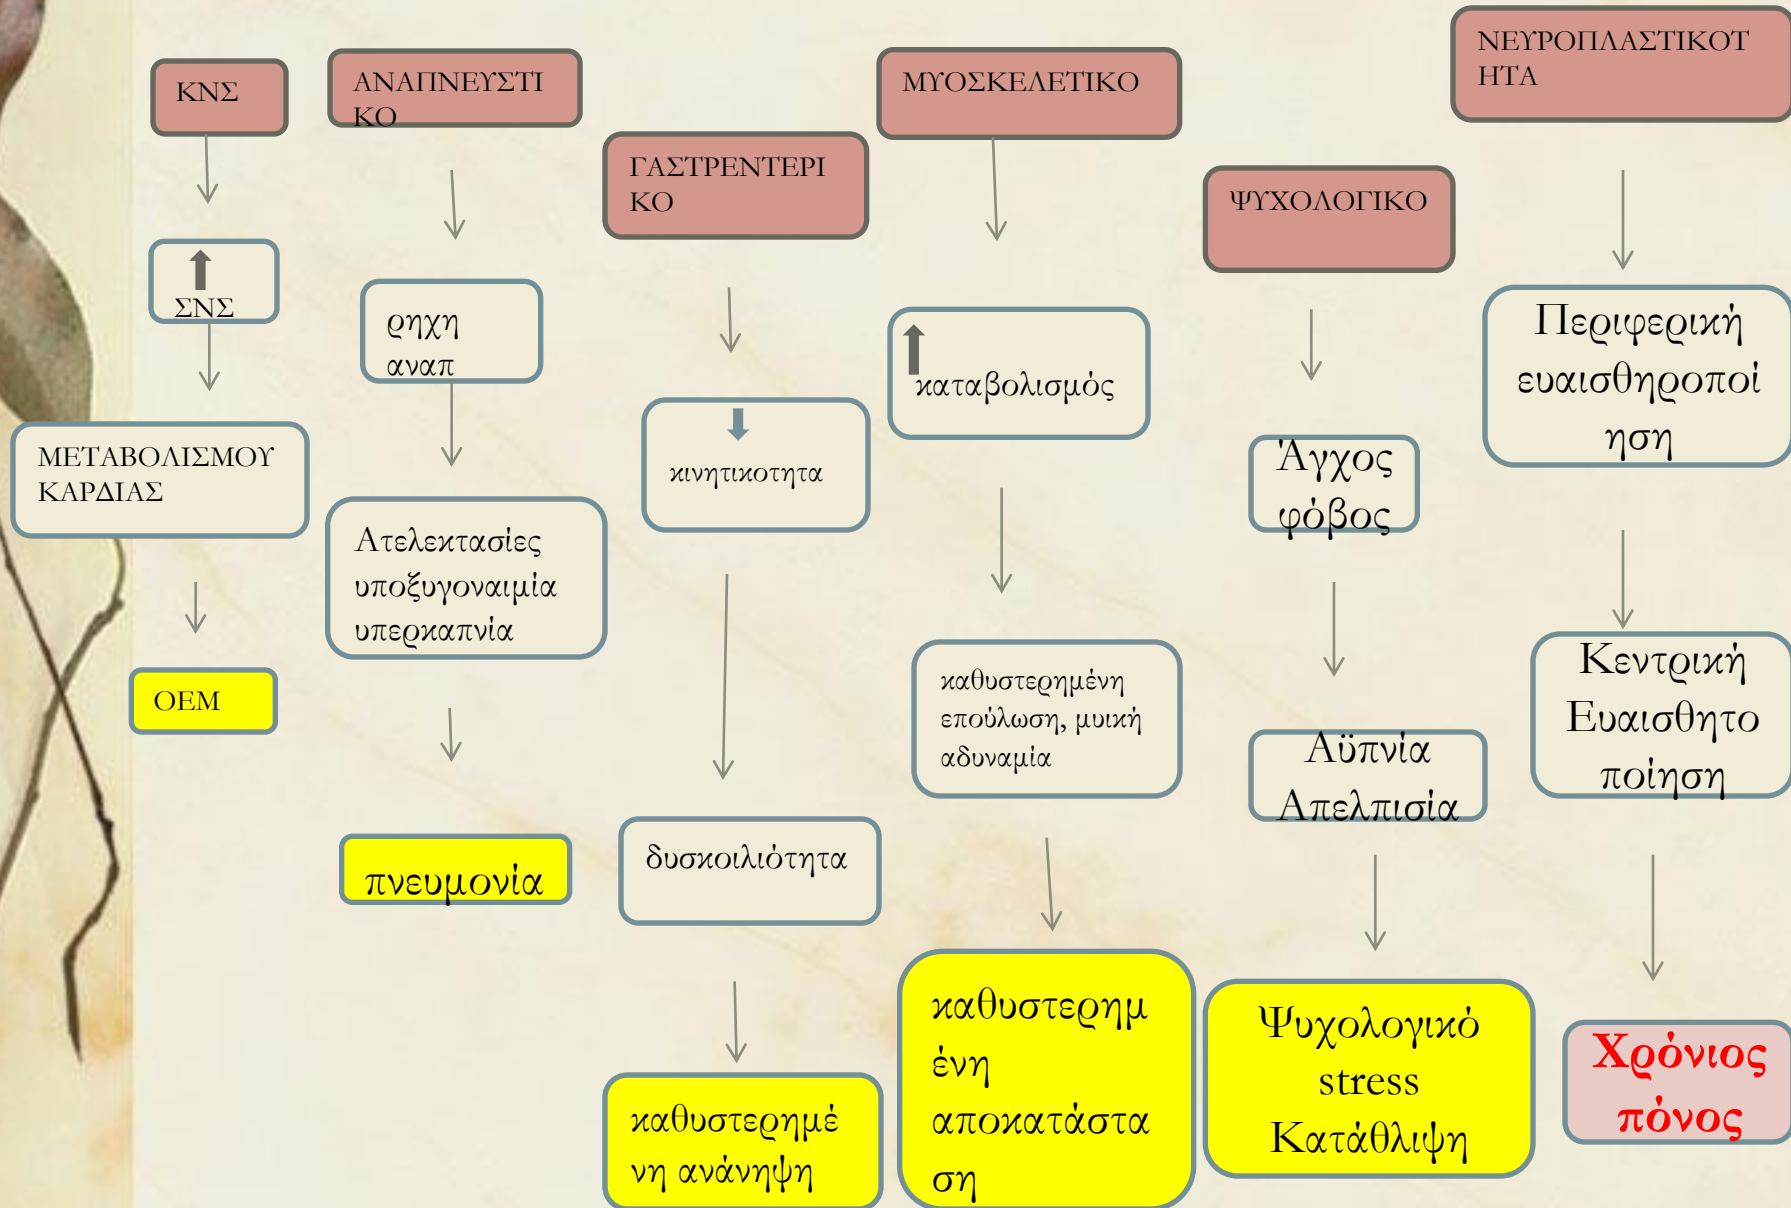 ΚΝΣ
ΣΝΣ
ΜΕΤΑΒΟΛΙΣΜΟΥ
ΚΑΡΔΙΑΣ
ΟΕΜ
ΑΝΑΠΝΕΥΣΤΙ
ΚΟ
ρηχη
αναπ
Ατελεκτασίες
υποξυγοναιμία
υπερκαπνία
πνευμονία
ΓΑΣΤΡΕΝΤΕΡΙ
ΚΟ
κινητικοτητα
δυσκοιλιότητα
καθυστερημέ
νη ανάνηψη
ΜΥΟΣΚΕΛΕΤΙΚΟ
καταβολισμός
καθυστερημένη
επούλωση, μυική
αδυναμία
καθυστερημ
ένη
αποκατάστα
ση
ΨΥΧΟΛΟΓΙΚΟ
Άγχος
φόβος
Αϋπνία
Απελπισία
Ψυχολογικό
stress
Κατάθλιψη
ΝΕΥΡΟΠΛΑΣΤΙΚΟΤ
ΗΤΑ
Περιφερική
ευαισθηροποί
ηση
Κεντρική
Ευαισθητο
ποίηση
Χρόνιος
πόνος